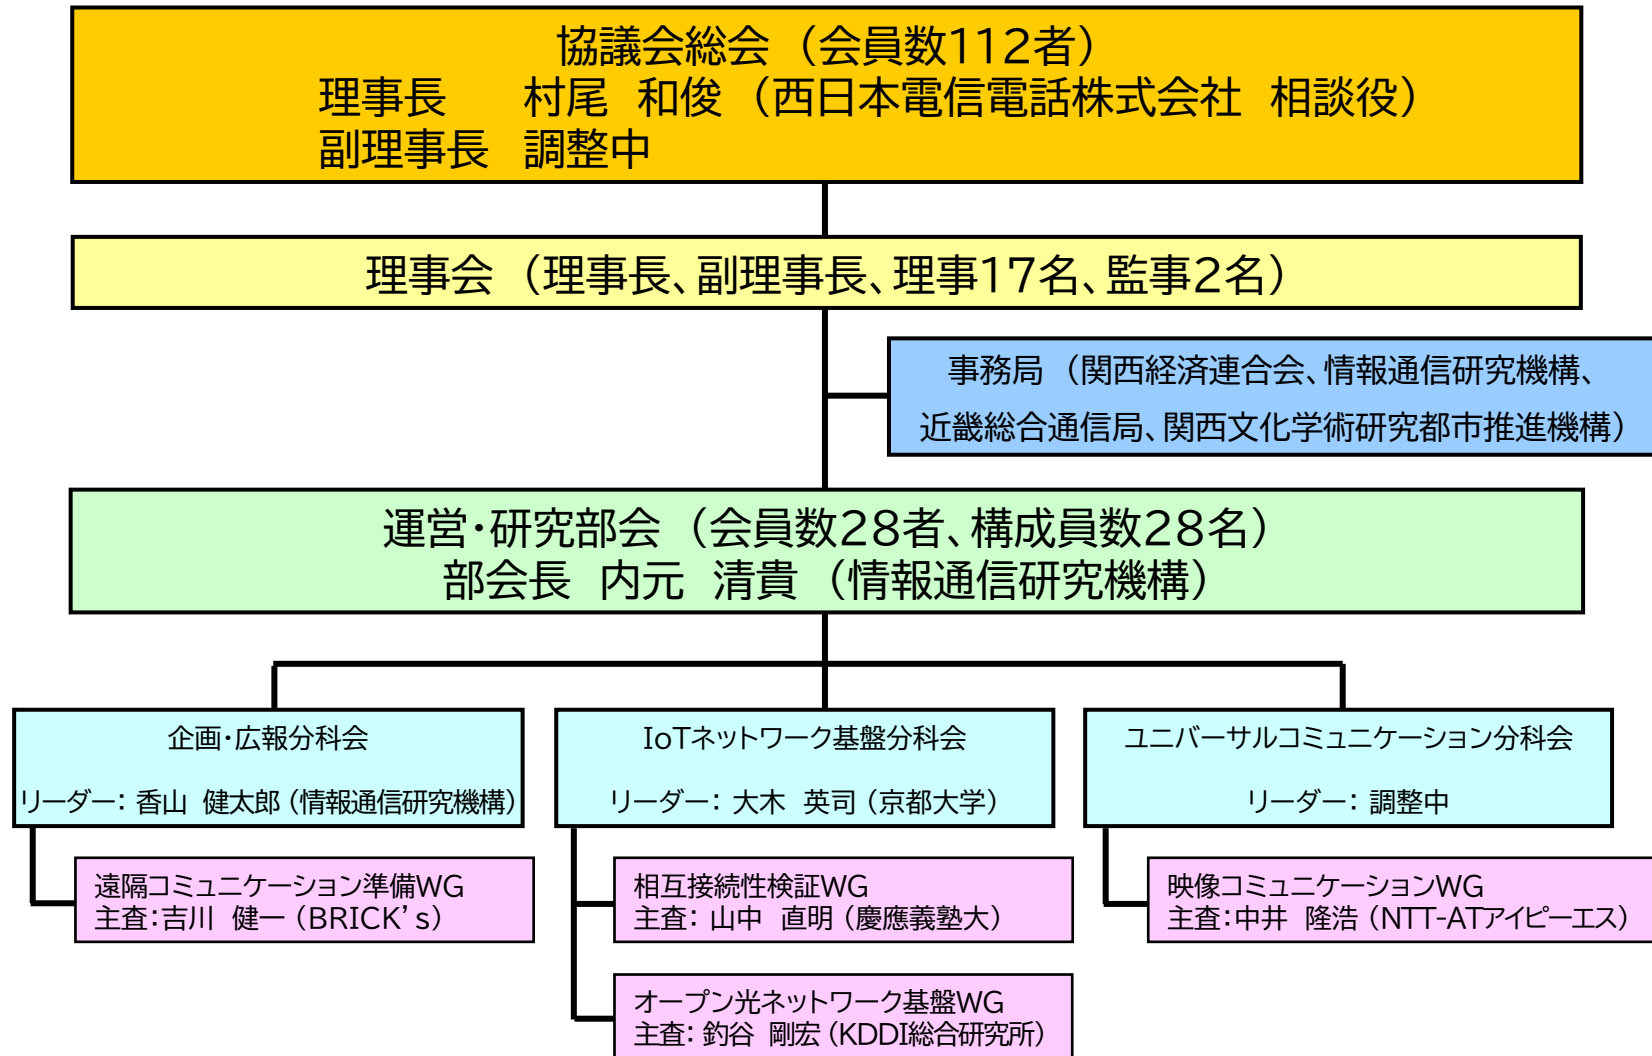 協議会総会 （会員数112者）
理事長　　村尾　和俊 （西日本電信電話株式会社　相談役）
副理事長　調整中
理事会 （理事長、副理事長、理事17名、監事2名）
事務局 （関西経済連合会、情報通信研究機構、
近畿総合通信局、関西文化学術研究都市推進機構）
運営・研究部会 （会員数28者、構成員数28名）
部会長　内元　清貴 （情報通信研究機構）
企画・広報分科会
リーダー： 香山　健太郎 （情報通信研究機構）
IoTネットワーク基盤分科会
リーダー： 大木　英司 （京都大学）
ユニバーサルコミュニケーション分科会
リーダー： 調整中
遠隔コミュニケーション準備WG
主査：吉川　健一 （BRICK’s）
相互接続性検証WG
主査： 山中　直明 （慶應義塾大）
映像コミュニケーションWG
主査：中井　隆浩 （NTT-ATアイピーエス）
オープン光ネットワーク基盤WG
主査： 釣谷　剛宏 （KDDI総合研究所）